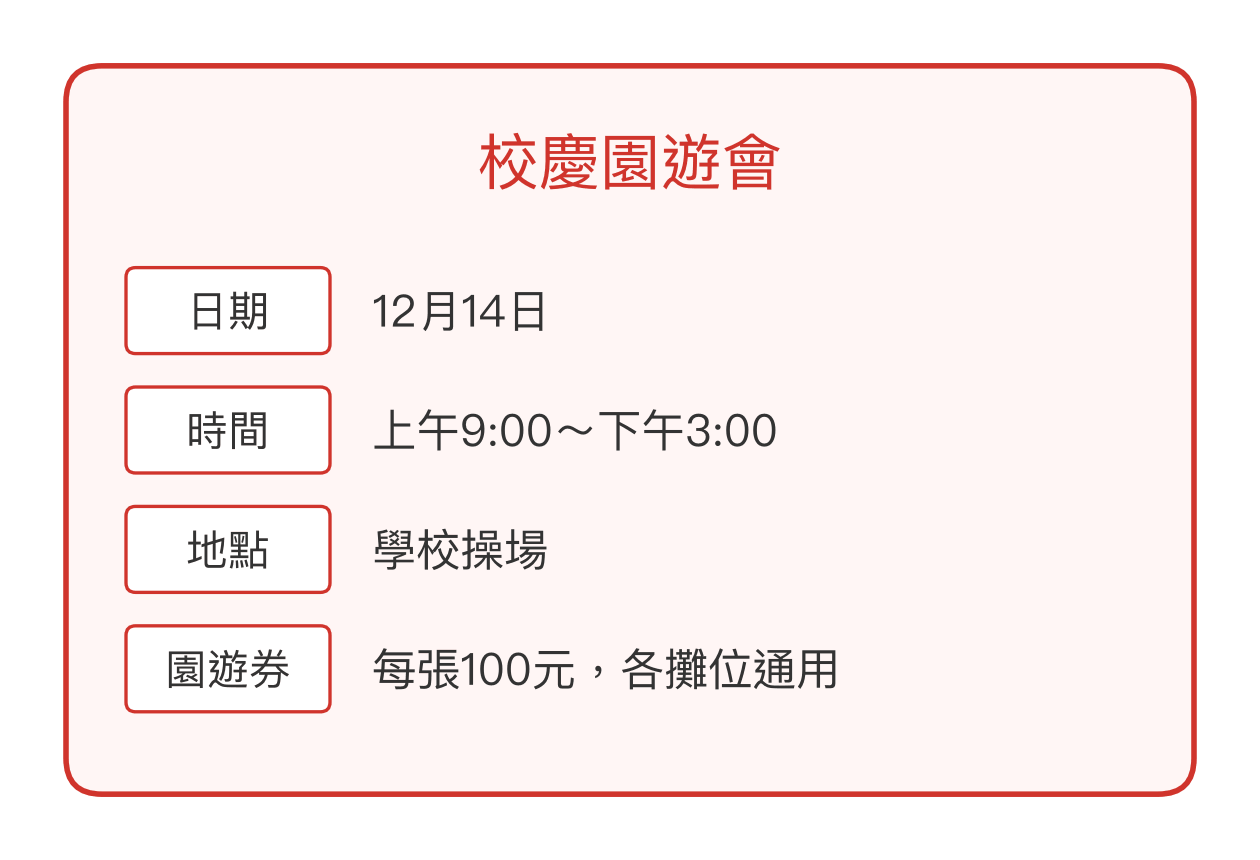 校慶園遊會
日期 12月14日
時間 上午9:00～下午3:00
地點 學校操場
園遊券 每張100元，各攤位通用